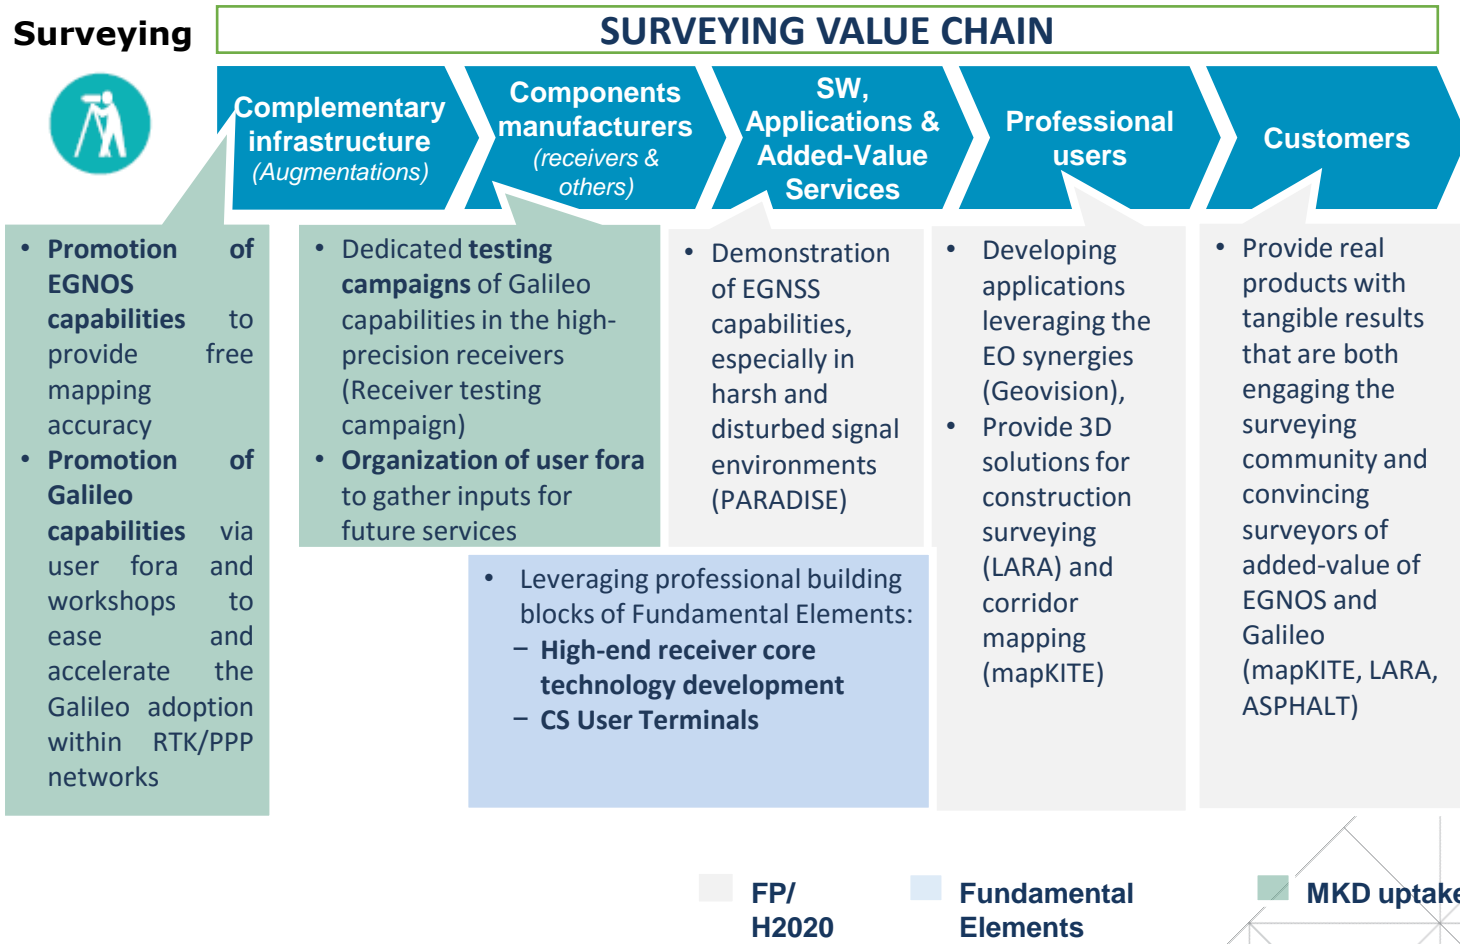 Surveying
SURVEYING VALUE CHAIN
Complementary
infrastructure
(Augmentations)
Components
manufacturers
(receivers &
others)
SW,
Applications &
Added-Value
Services
Professional
users
Customers
• Promotion of
EGNOS
capabilities to
provide free
mapping
accuracy
• Promotion of
Galileo
capabilities via
user fora and
workshops to
ease and
accelerate the
Galileo adoption
within RTK/PPP
networks
• Dedicated testing
campaigns of Galileo
capabilities in the high-
precision receivers
(Receiver testing
campaign)
• Organization of user fora
to gather inputs for
future services
• Demonstration
of EGNSS
capabilities,
especially in
harsh and
disturbed signal
environments
(PARADISE)
• Leveraging professional building
blocks of Fundamental Elements:
– High-end receiver core
technology development
– CS User Terminals
• Developing
applications
leveraging the
EO synergies
(Geovision),
• Provide 3D
solutions for
construction
surveying
(LARA) and
corridor
mapping
(mapKITE)
• Provide real
products with
tangible results
that are both
engaging the
surveying
community and
convincing
surveyors of
added-value of
EGNOS and
Galileo
(mapKITE, LARA,
ASPHALT)
FP/
H2020
Fundamental
Elements
MKD uptake